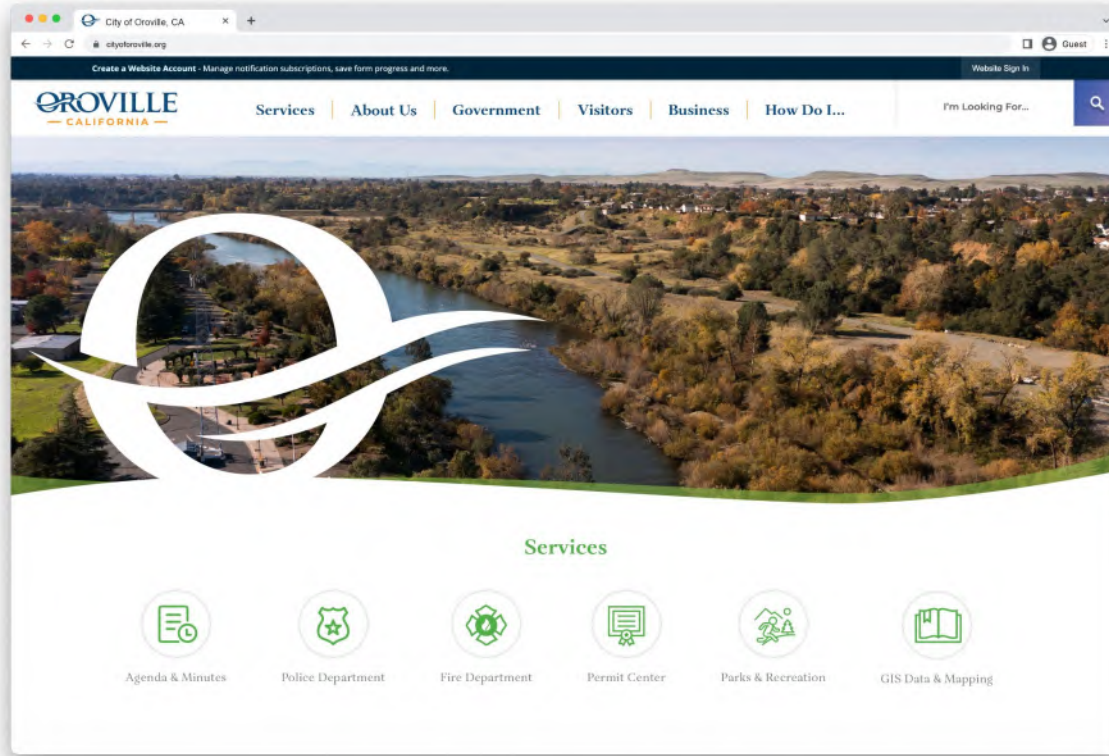 City of Oroville, CA
cityoforoville.org
Guest
Create a Website Account - Manage notification subscriptions, save form progress and more.
Website Sign In
OROVILLE
CALIFORNIA
Services
About Us
Government
Visitors
Business
How Do I...
I'm Looking For...
Services
Agenda & Minutes
Police Department
Fire Department
Permit Center
Parks & Recreation
GIS Data & Mapping